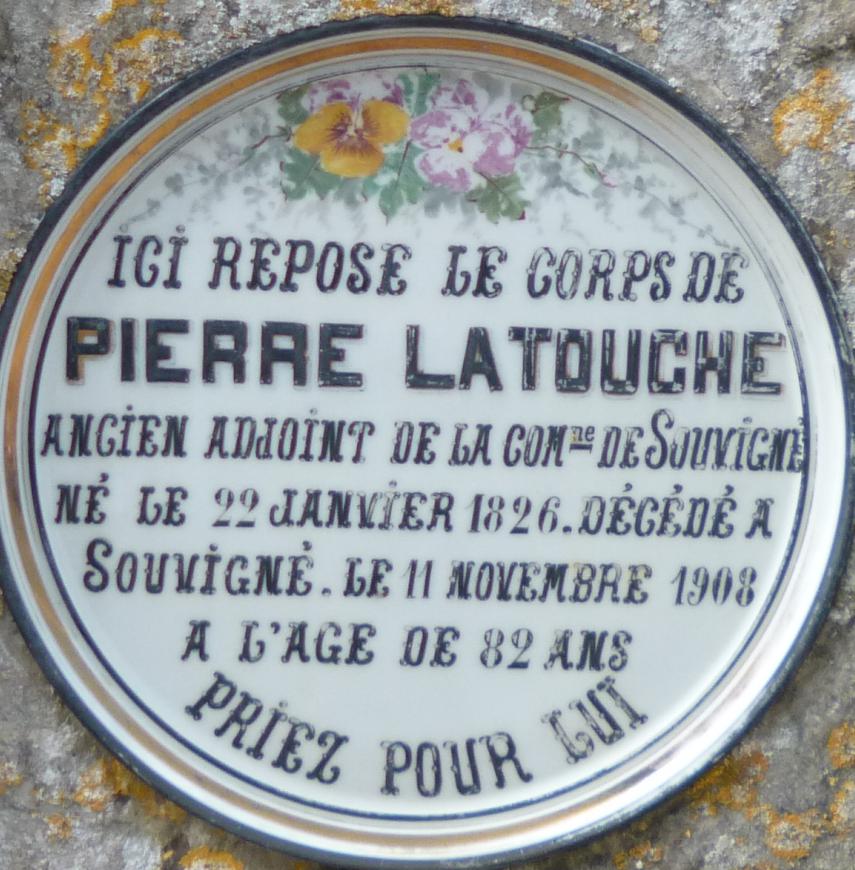 ICI REPOSE LE CORPS DE
PIERRE LATOUCHE
ANCIEN ADJOINT DE LA COMne DE SOUVIGNÉ
NÉ LE 22 JANVIER 1826. DÉCÉDÉ A
SOUVIGNÉ. LE 11 NOVEMBRE 1908
A L'AGE DE 82 ANS
PRIEZ POUR LUI